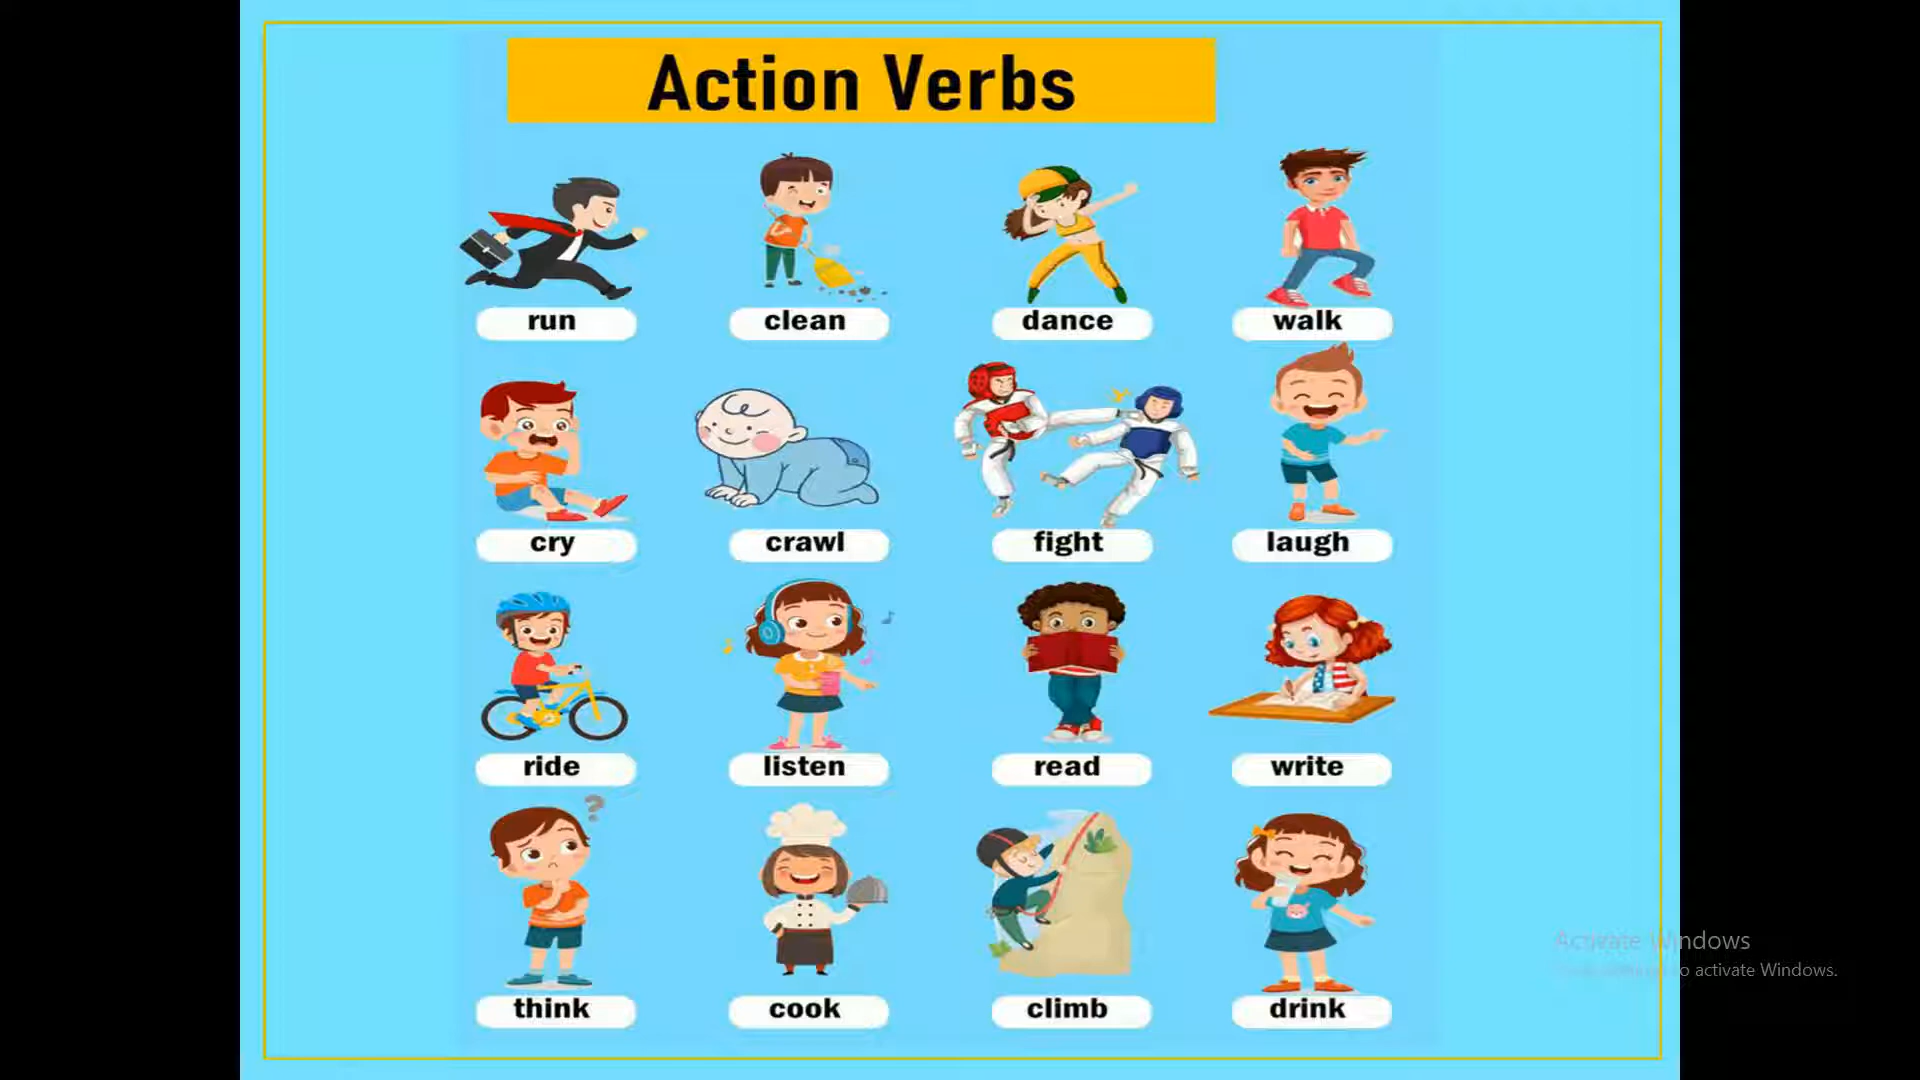 Action Verbs
run clean dance walk
cry crawl fight laugh
ride listen read write
?
think cook climb drink
Activate Windows
to activate Windows.